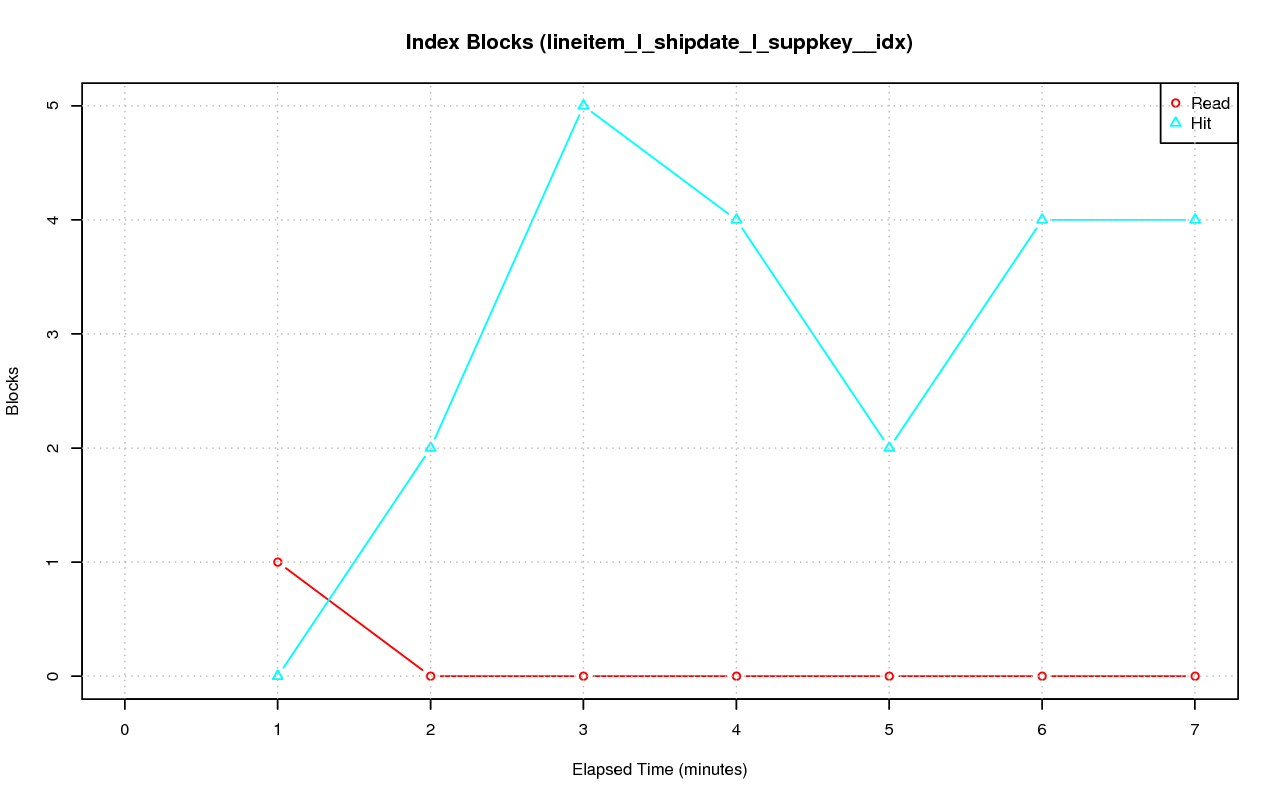 Index Blocks (lineitem_l_shipdate_l_suppkey__idx)
Read
Hit
5
4
3
2
1
0
Blocks
0 1 2 3 4 5 6 7
Elapsed Time (minutes)